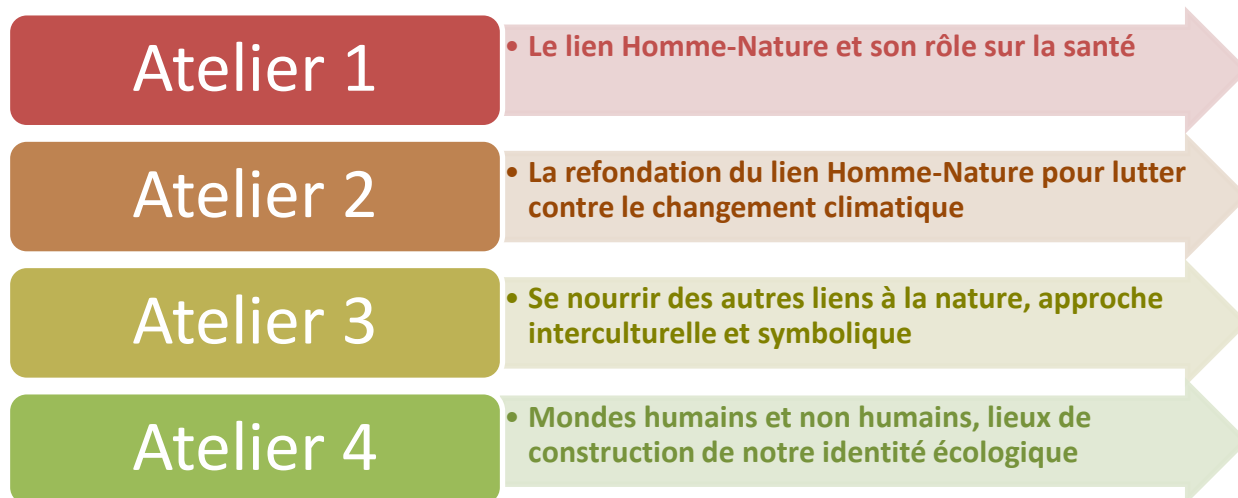 Atelier 1
• Le lien Homme-Nature et son rôle sur la santé
Atelier 2
• La refondation du lien Homme-Nature pour lutter
contre le changement climatique
Atelier 3
• Se nourrir des autres liens à la nature, approche
interculturelle et symbolique
Atelier 4
• Mondes humains et non humains, lieux de
construction de notre identité écologique